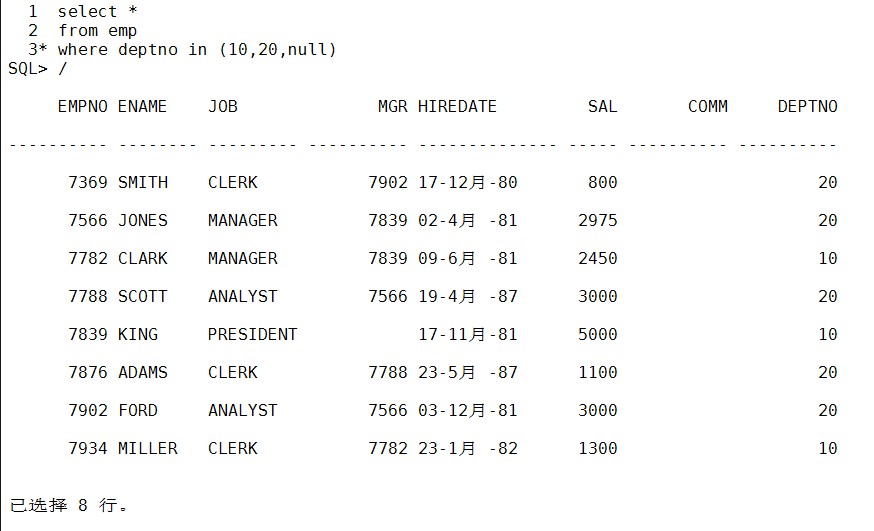 1  select *
  2  from emp
  3* where deptno in (10,20,null)
SQL> /
     EMPNO ENAME    JOB              MGR HIREDATE         SAL       COMM     DEPTNO
---------- -------- --------- ---------- -------------- ----- ---------- ----------
      7369 SMITH    CLERK           7902 17-12月-80       800                    20
      7566 JONES    MANAGER         7839 02-4月 -81      2975                    20
      7782 CLARK    MANAGER         7839 09-6月 -81      2450                    10
      7788 SCOTT    ANALYST         7566 19-4月 -87      3000                    20
      7839 KING     PRESIDENT            17-11月-81      5000                    10
      7876 ADAMS    CLERK           7788 23-5月 -87      1100                    20
      7902 FORD     ANALYST         7566 03-12月-81      3000                    20
      7934 MILLER   CLERK           7782 23-1月 -82      1300                    10
已选择 8 行。